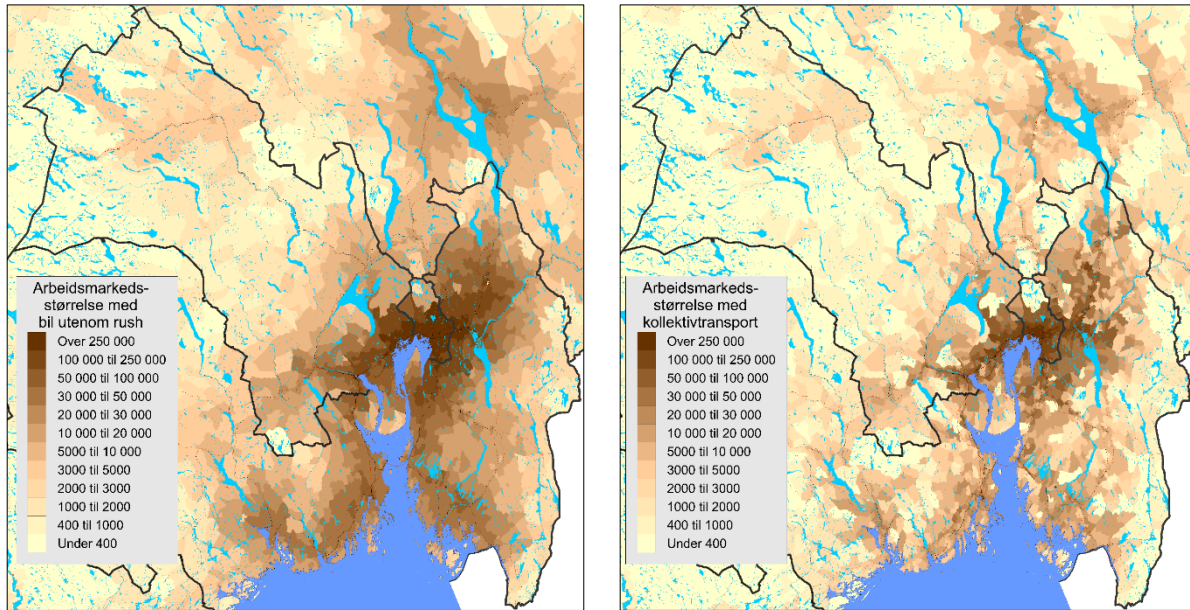 Arbeidsmarkeds-
størrelse med
bil utenom rush
Over 250 000
100 000 til 250 000
50 000 til 100 000
30 000 til 50 000
20 000 til 30 000
10 000 til 20 000
5000 til 10 000
3000 til 5000
2000 til 3000
1000 til 2000
400 til 1000
Under 400
Arbeidsmarkeds-
størrelse med
kollektivtransport
Over 250 000
100 000 til 250 000
50 000 til 100 000
30 000 til 50 000
20 000 til 30 000
10 000 til 20 000
5000 til 10 000
3000 til 5000
2000 til 3000
1000 til 2000
400 til 1000
Under 400